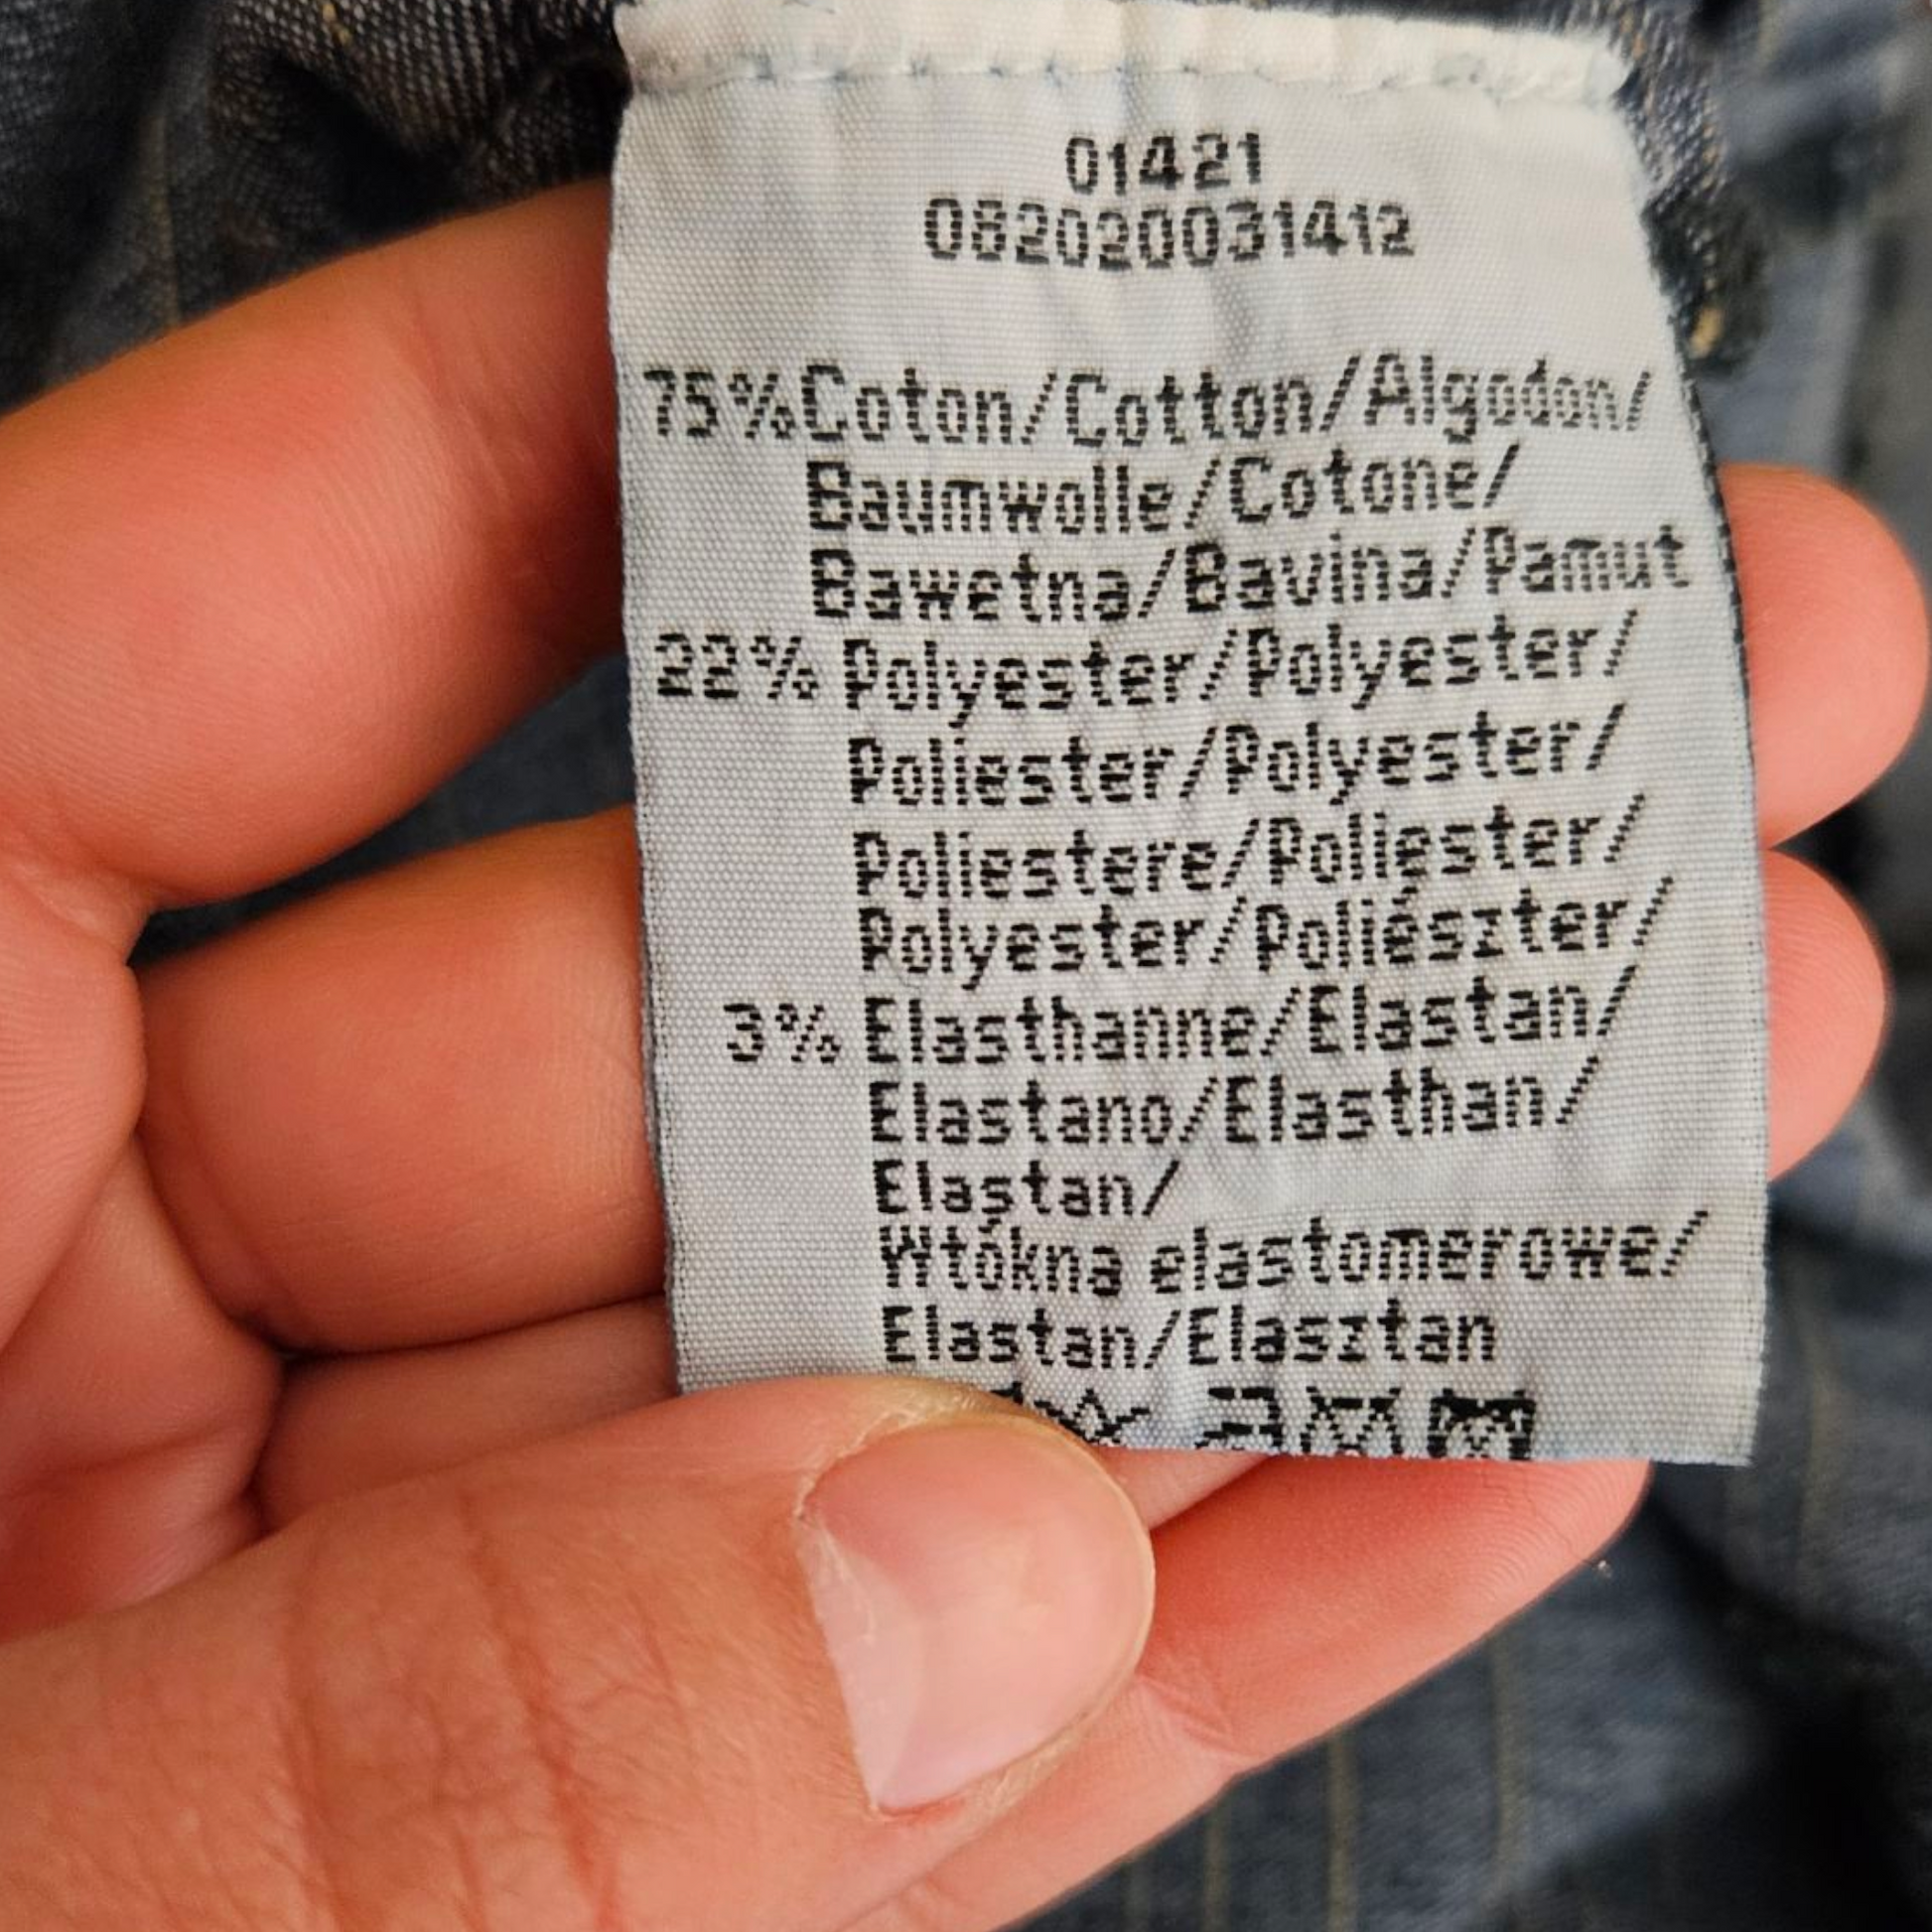 01421
082020031412
75%Coton/Cotton/Algodon/
Baumwolle/Cotone/
Bawetna/Bavina/Pamut
22% Polyester/Polyester/
Poliester/Polyester/
Poliestere/Poliester/
Polyester/Poliészter/
3% Elasthanne/Elastan/
Elastano/Elasthan/
Elastan/
Wtókna elastomerowe/
Elastan/Elasztan